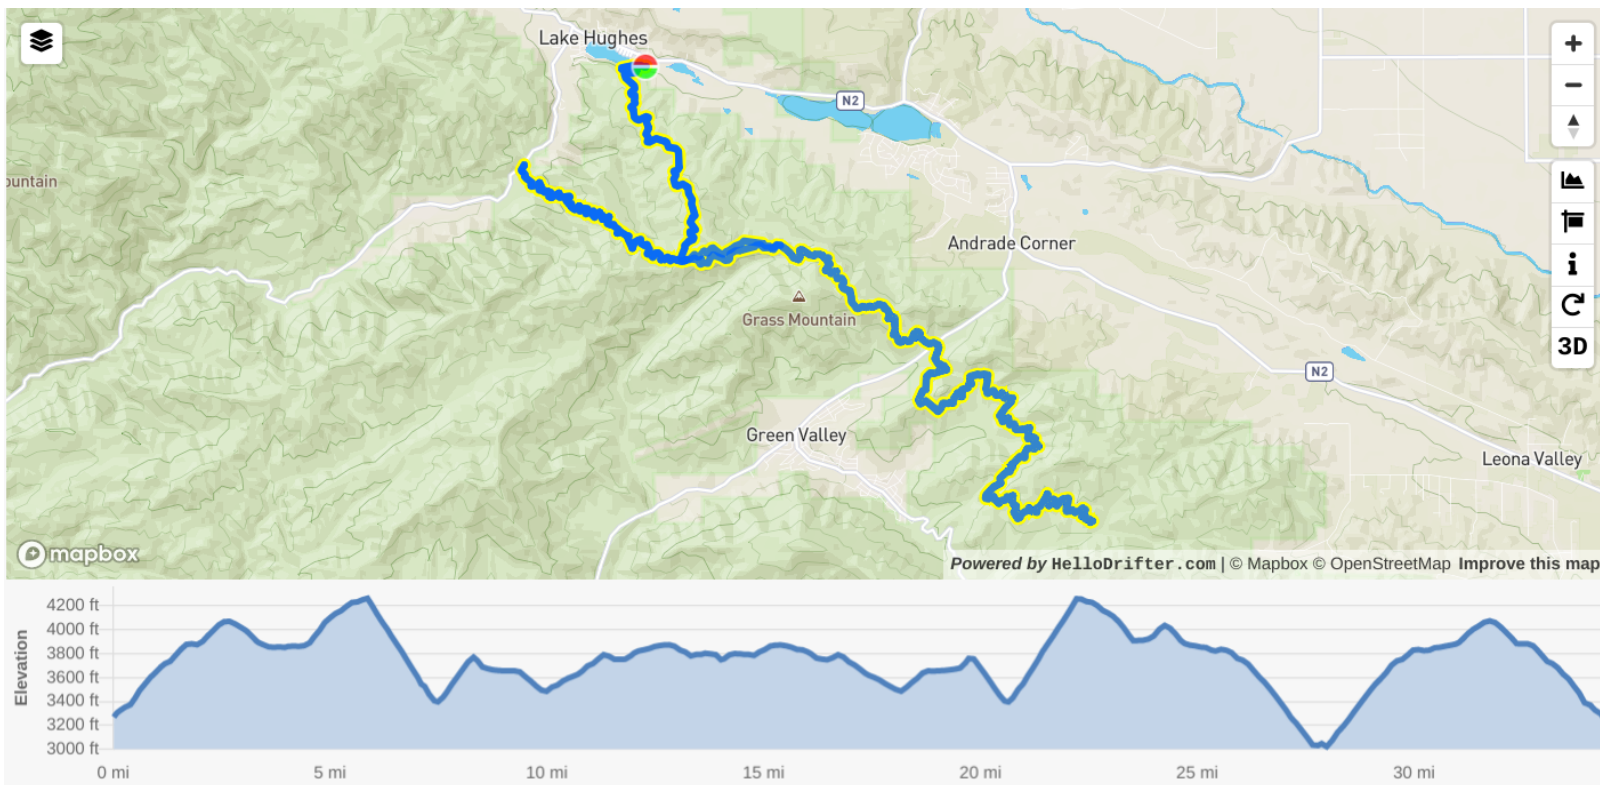 Lake Hughes
N2
ountain
Andrade Corner
Grass Mountain
3D
N2
Green Valley
Leona Valley
mapbox
Powered by HelloDrifter.com | © Mapbox © OpenStreetMap Improve this map
Elevation
4200 ft
4000 ft
3800 ft
3600 ft
3400 ft
3200 ft
3000 ft
0 mi 5 mi 10 mi 15 mi 20 mi 25 mi 30 mi